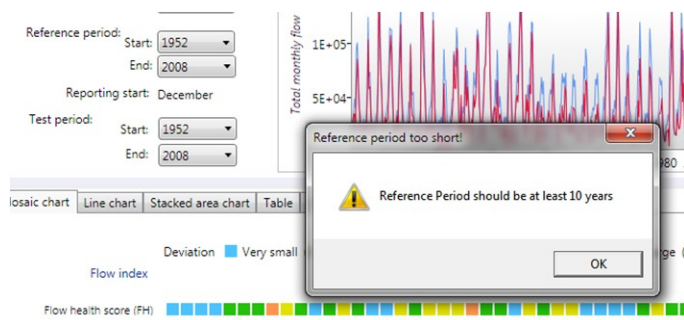 Reference period:
Start: 1952
End: 2008
Reporting start: December
Test period:
Start: 1952
End: 2008
Total monthly flow
1E+05
5E+04
980
Reference period too short!
Reference Period should be at least 10 years
OK
losaic chart Line chart Stacked area chart Table
Deviation Very small
rge
Flow index
Flow health score (FH)